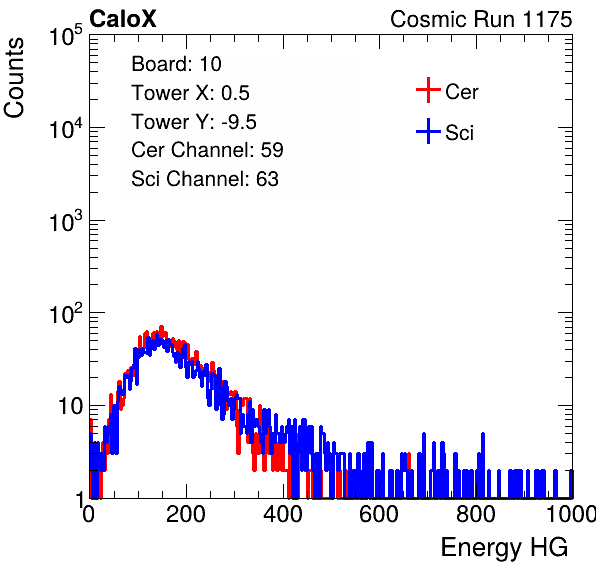 CaloX Cosmic Run 1175
Counts
10^5
10^4
10^3
10^2
10
1
Board: 10
Tower X: 0.5
Tower Y: -9.5
Cer Channel: 59
Sci Channel: 63
Cer
Sci
0 200 400 600 800 1000
Energy HG